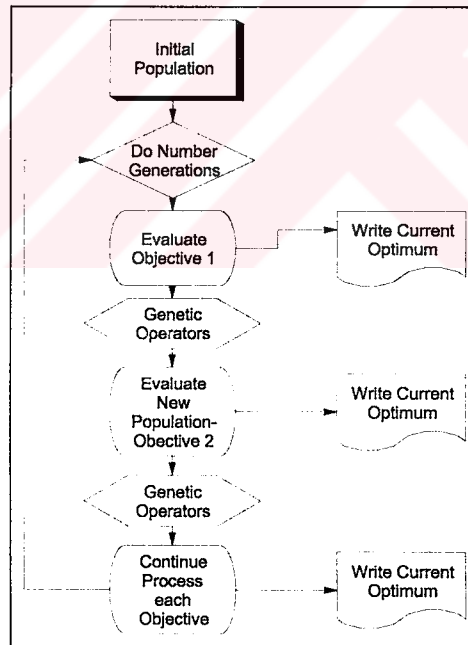 Initial
Population
Do Number
Generations
Evaluate
Objective 1
Write Current
Optimum
Genetic
Operators
Evaluate
New
Population-
Obective 2
Write Current
Optimum
Genetic
Operators
Continue
Process
each
Objective
Write Current
Optimum